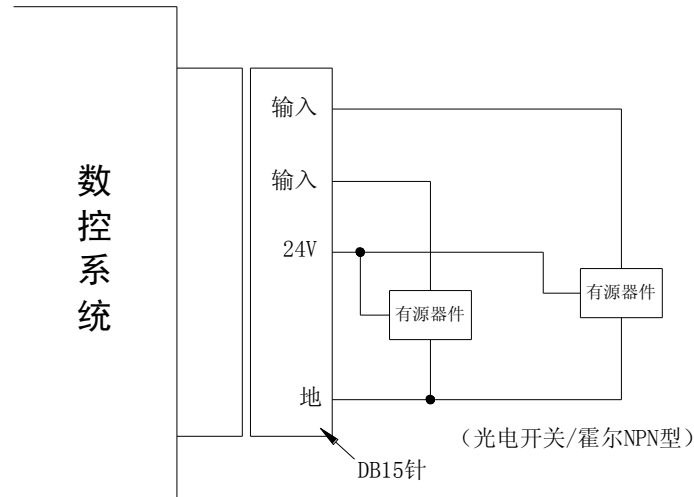 数控系统
输入
输入
24V
地
有源器件
有源器件
（光电开关/霍尔NPN型）
DB15针